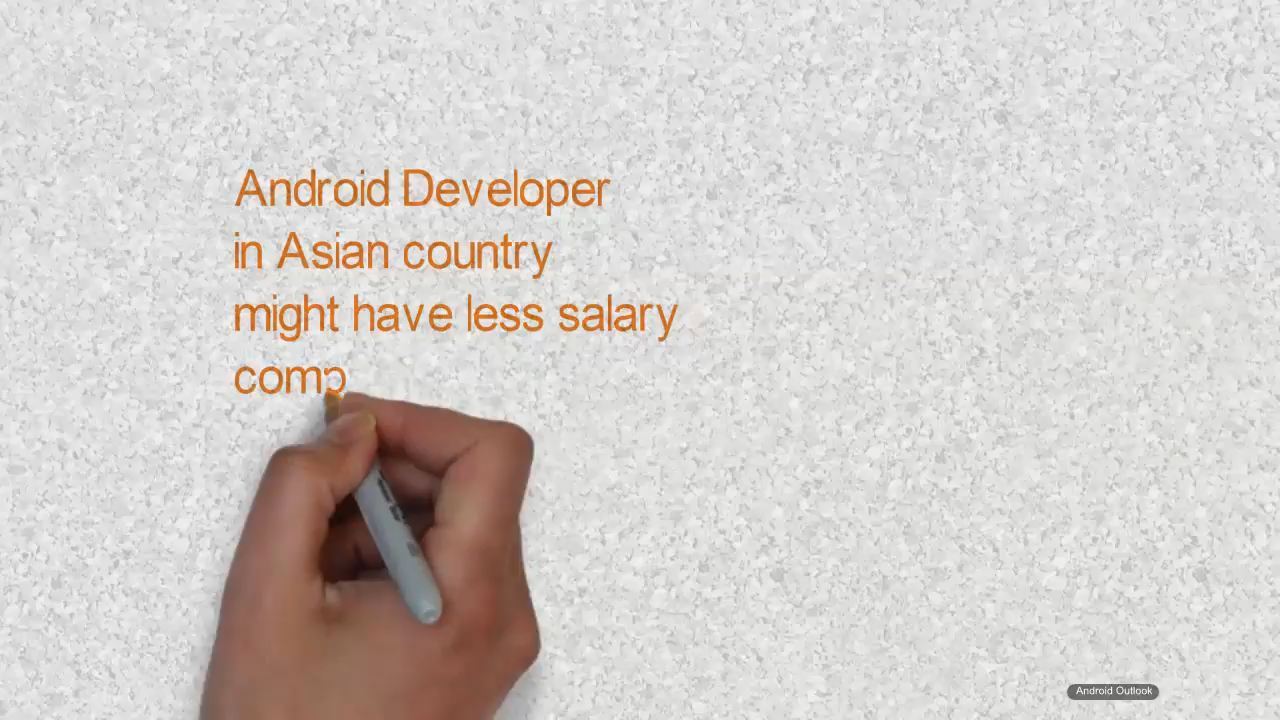 Android Developer
in Asian country
might have less salary
comp
Android Outlook